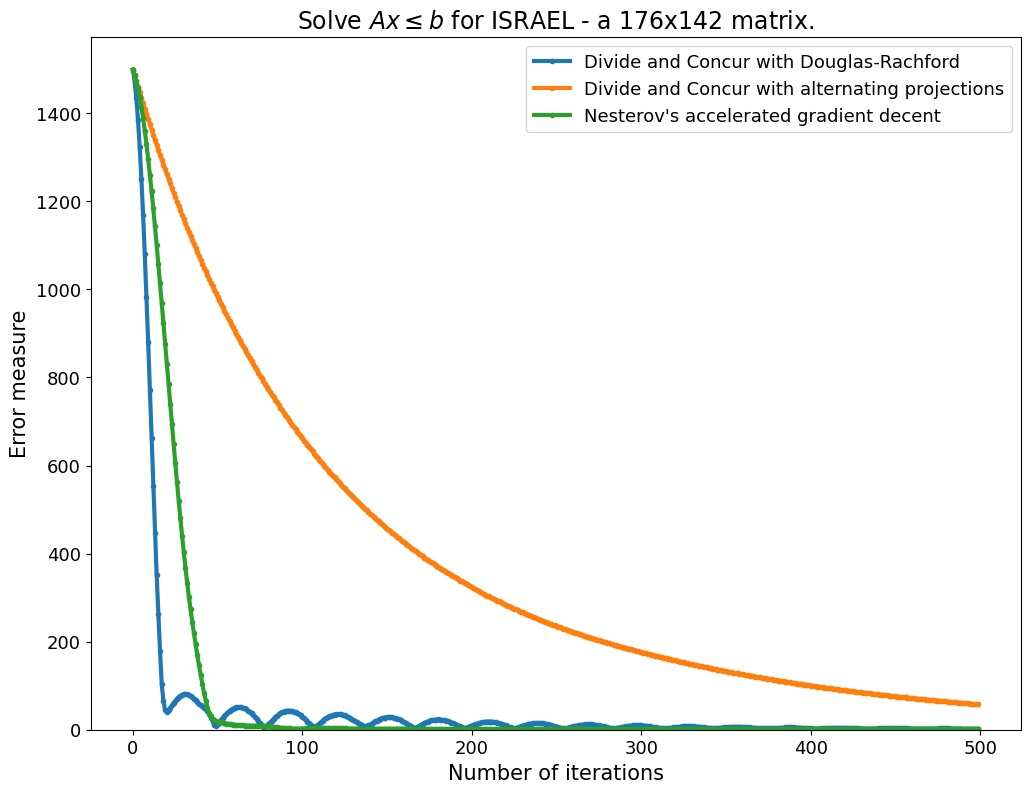 Solve Ax ≤ b for ISRAEL - a 176x142 matrix.
Divide and Concur with Douglas-Rachford
Divide and Concur with alternating projections
Nesterov's accelerated gradient decent
Error measure
1400
1200
1000
800
600
400
200
0
0 100 200 300 400 500
Number of iterations